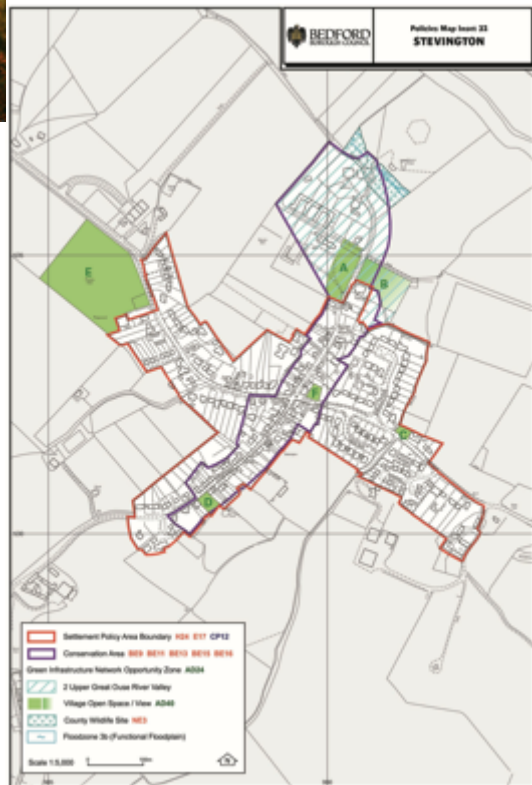 BEDFORD
BOROUGH COUNCIL
Policies Map Inset 33
STEVINGTON
E
A
B
F
C
D
Settlement Policy Area Boundary H24 E17 CP13
Conservation Area BE9 BE11 BE13 BE15 BE16
Green Infrastructure Network Opportunity Zone AD24
2 Upper Great Ouse River Valley
Village Open Space / View AD40
County Wildlife Site NE3
Floodzone 3b (Functional Floodplain)
Scale 1:5,000
N